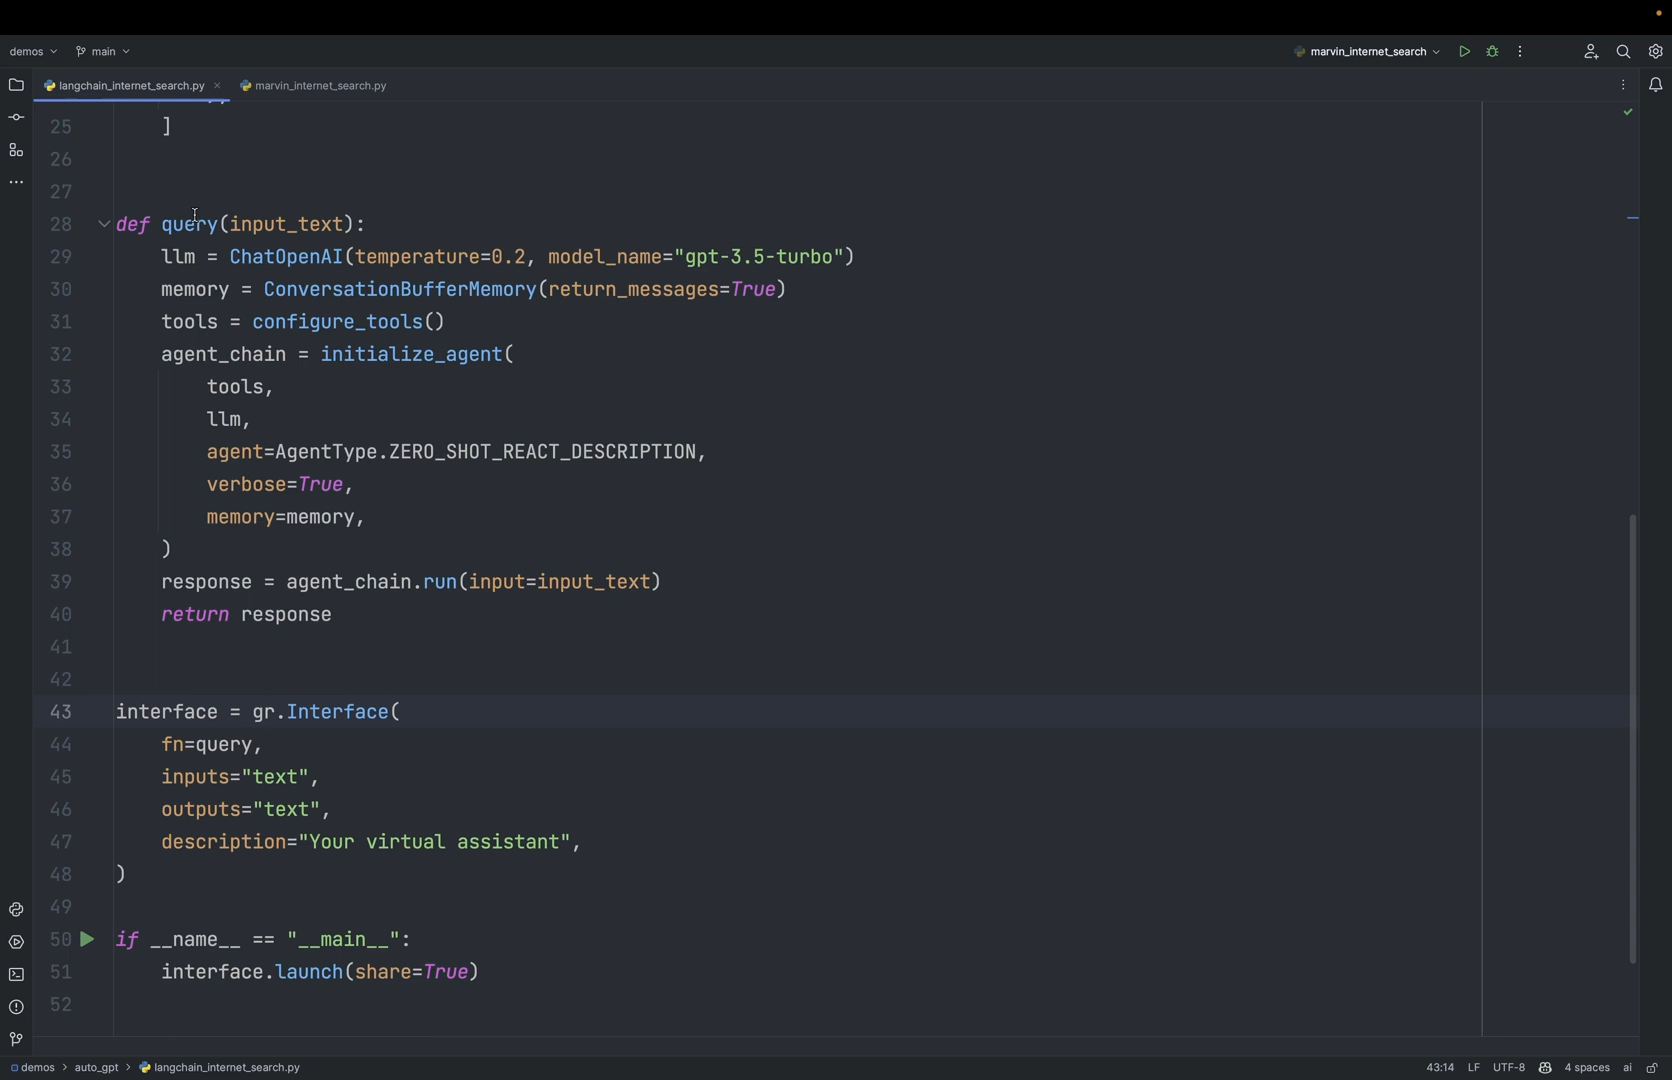 demos main marvin_internet_search
langchain_internet_search.py marvin_internet_search.py
25 ]
26
27
28 def query(input_text):
29 llm = ChatOpenAI(temperature=0.2, model_name="gpt-3.5-turbo")
30 memory = ConversationBufferMemory(return_messages=True)
31 tools = configure_tools()
32 agent_chain = initialize_agent(
33 tools,
34 llm,
35 agent=AgentType.ZERO_SHOT_REACT_DESCRIPTION,
36 verbose=True,
37 memory=memory,
38 )
39 response = agent_chain.run(input=input_text)
40 return response
41
42
43 interface = gr.Interface(
44 fn=query,
45 inputs="text",
46 outputs="text",
47 description="Your virtual assistant",
48 )
49
50 if __name__ == "__main__":
51 interface.launch(share=True)
52
demos > auto_gpt > langchain_internet_search.py 43:14 LF UTF-8 4 spaces ai